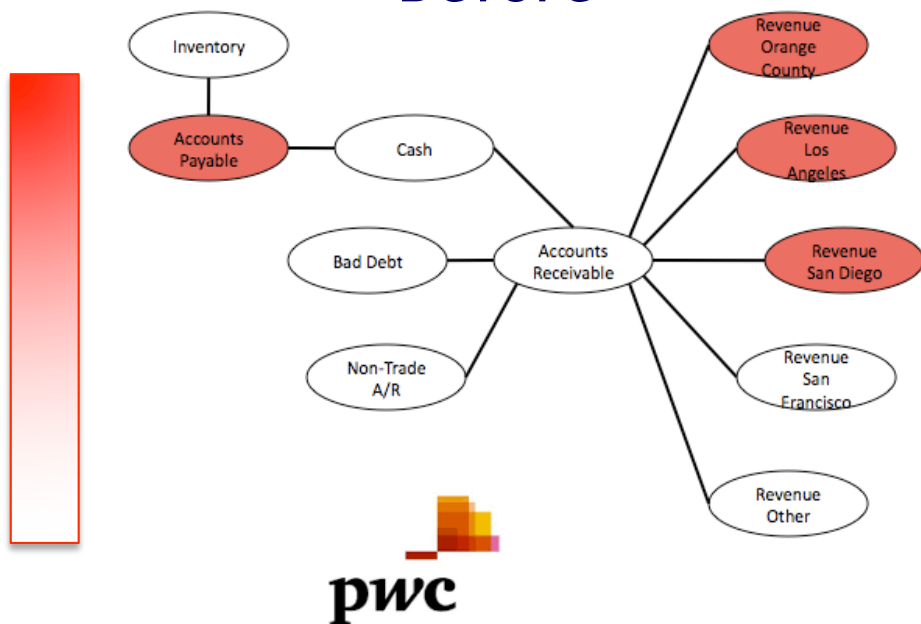 Before
Inventory
Accounts
Payable
Cash
Bad Debt
Non-Trade
A/R
Accounts
Receivable
Revenue
Orange
County
Revenue
Los
Angeles
Revenue
San Diego
Revenue
San
Francisco
Revenue
Other
pwc